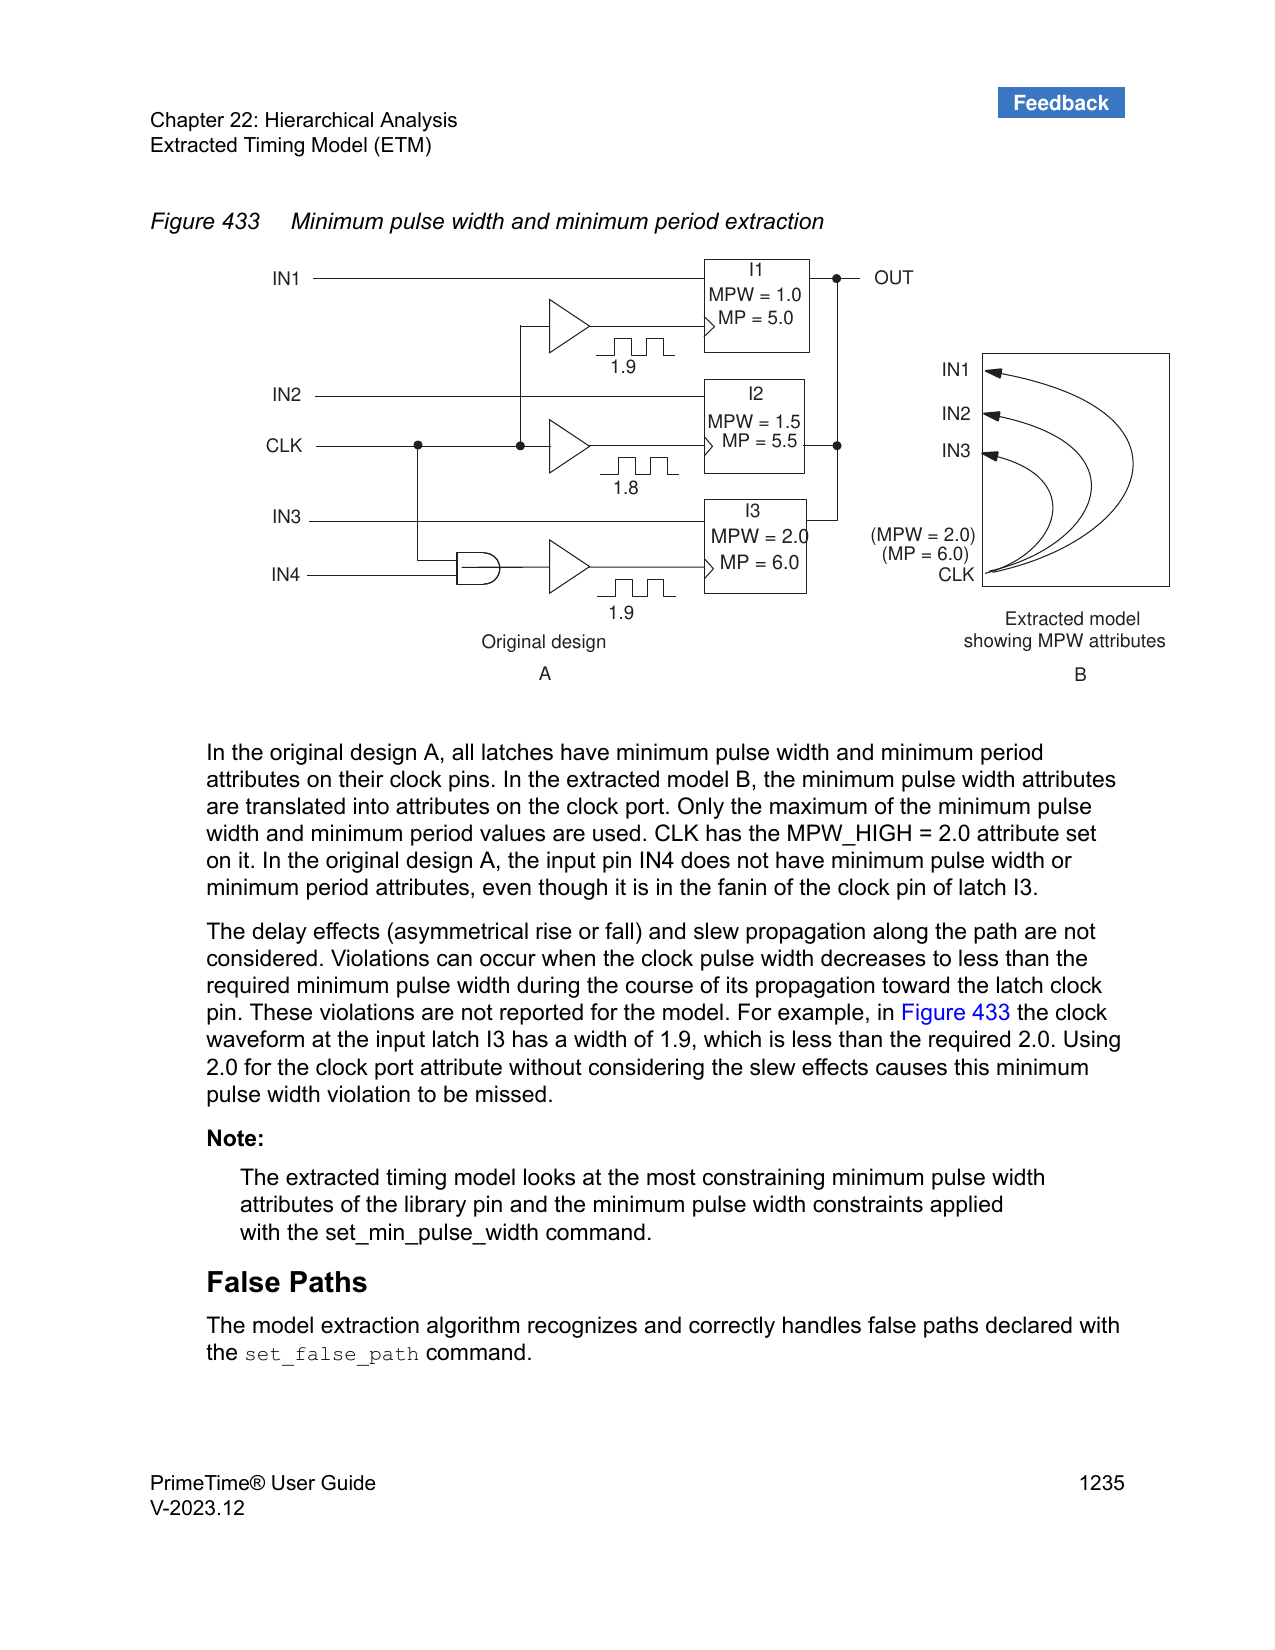 Feedback
Chapter 22: Hierarchical Analysis
Extracted Timing Model (ETM)
Figure 433 Minimum pulse width and minimum period extraction
IN1
I1
MPW = 1.0
MP = 5.0
OUT
1.9
IN2
I2
MPW = 1.5
MP = 5.5
CLK
1.8
IN3
I3
MPW = 2.0
MP = 6.0
IN4
1.9
Original design
A
IN1
IN2
IN3
(MPW = 2.0)
(MP = 6.0)
CLK
Extracted model
showing MPW attributes
B
In the original design A, all latches have minimum pulse width and minimum period
attributes on their clock pins. In the extracted model B, the minimum pulse width attributes
are translated into attributes on the clock port. Only the maximum of the minimum pulse
width and minimum period values are used. CLK has the MPW_HIGH = 2.0 attribute set
on it. In the original design A, the input pin IN4 does not have minimum pulse width or
minimum period attributes, even though it is in the fanin of the clock pin of latch I3.
The delay effects (asymmetrical rise or fall) and slew propagation along the path are not
considered. Violations can occur when the clock pulse width decreases to less than the
required minimum pulse width during the course of its propagation toward the latch clock
pin. These violations are not reported for the model. For example, in Figure 433 the clock
waveform at the input latch I3 has a width of 1.9, which is less than the required 2.0. Using
2.0 for the clock port attribute without considering the slew effects causes this minimum
pulse width violation to be missed.
Note:
The extracted timing model looks at the most constraining minimum pulse width
attributes of the library pin and the minimum pulse width constraints applied
with the set_min_pulse_width command.
False Paths
The model extraction algorithm recognizes and correctly handles false paths declared with
the set_false_path command.
PrimeTime® User Guide
V-2023.12
1235